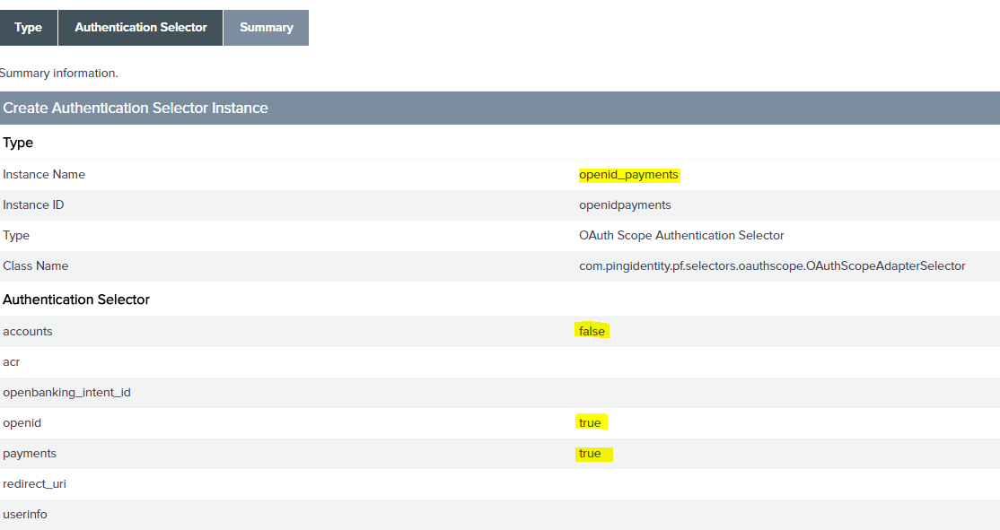 Type Authentication Selector Summary
Summary information.
Create Authentication Selector Instance
Type
Instance Name openid_payments
Instance ID openidpayments
Type OAuth Scope Authentication Selector
Class Name com.pingidentity.pf.selectors.oauthscope.OAuthScopeAdapterSelector
Authentication Selector
accounts false
acr
openbanking_intent_id
openid true
payments true
redirect_uri
userinfo